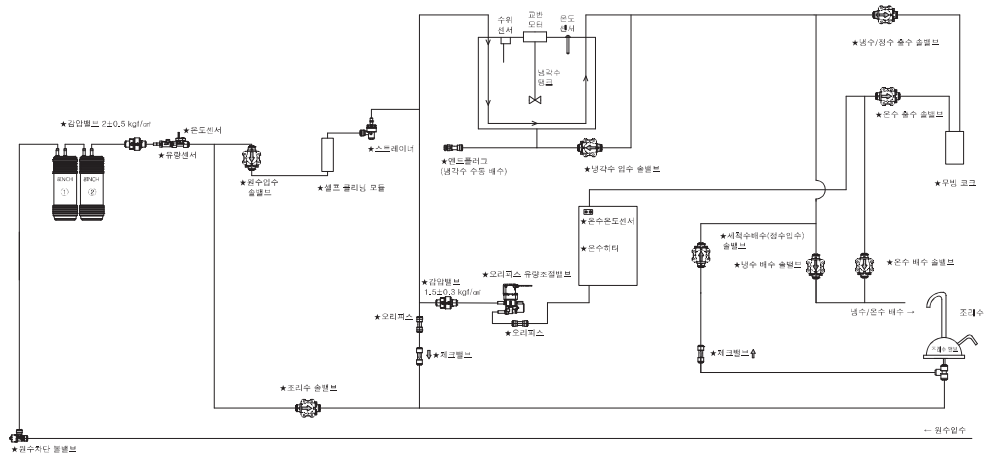 수위
센서
교반
모터
온도
센서
냉각수
탱크
★냉수/정수 출수 솔밸브
★온수 출수 솔밸브
★무빙 코크
★감압밸브 2±0.5 kgf/㎠
★온도센서
★유량센서
★원수입수
솔밸브
★셀프 클리닝 모듈
★스트레이너
★엔드플러그
(냉각수 수동 배수)
★냉각수 입수 솔밸브
8INCH
①
8INCH
②
★온수온도센서
★온수히터
★세척수배수(정수입수)
솔밸브
★냉수 배수 솔밸브
★온수 배수 솔밸브
★감압밸브
1.5±0.3 kgf/㎠
★오리피스 유량조절밸브
★오리피스
★오리피스
냉수/온수 배수 →
조리수
⇩★체크밸브
★체크밸브⇧
★조리수 솔밸브
← 원수입수
★원수차단 볼밸브